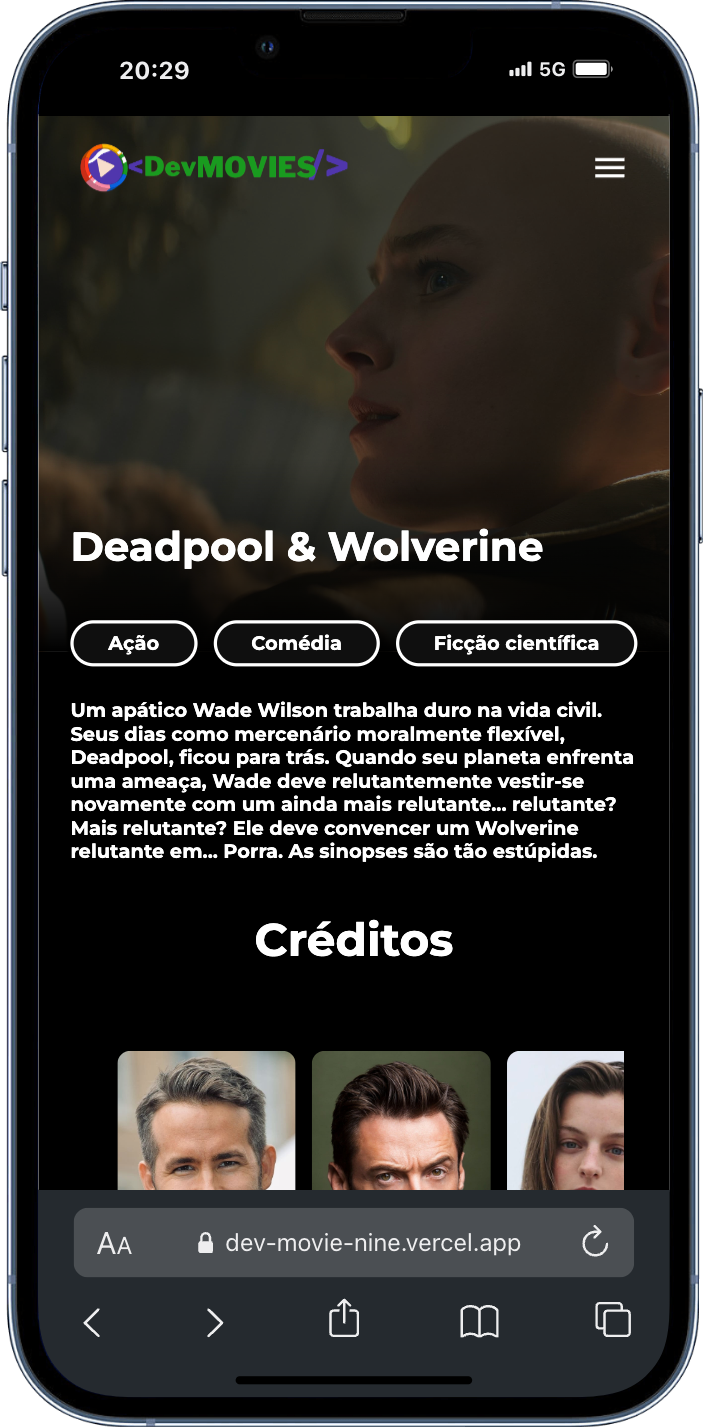 20:29
5G
<DevMOVIES/>
Deadpool & Wolverine
Ação
Comédia
Ficção científica
Um apático Wade Wilson trabalha duro na vida civil.
Seus dias como mercenário moralmente flexível,
Deadpool, ficou para trás. Quando seu planeta enfrenta
uma ameaça, Wade deve relutantemente vestir-se
novamente com um ainda mais relutante... relutante?
Mais relutante? Ele deve convencer um Wolverine
relutante em... Porra. As sinopses são tão estúpidas.
Créditos
AA
dev-movie-nine.vercel.app